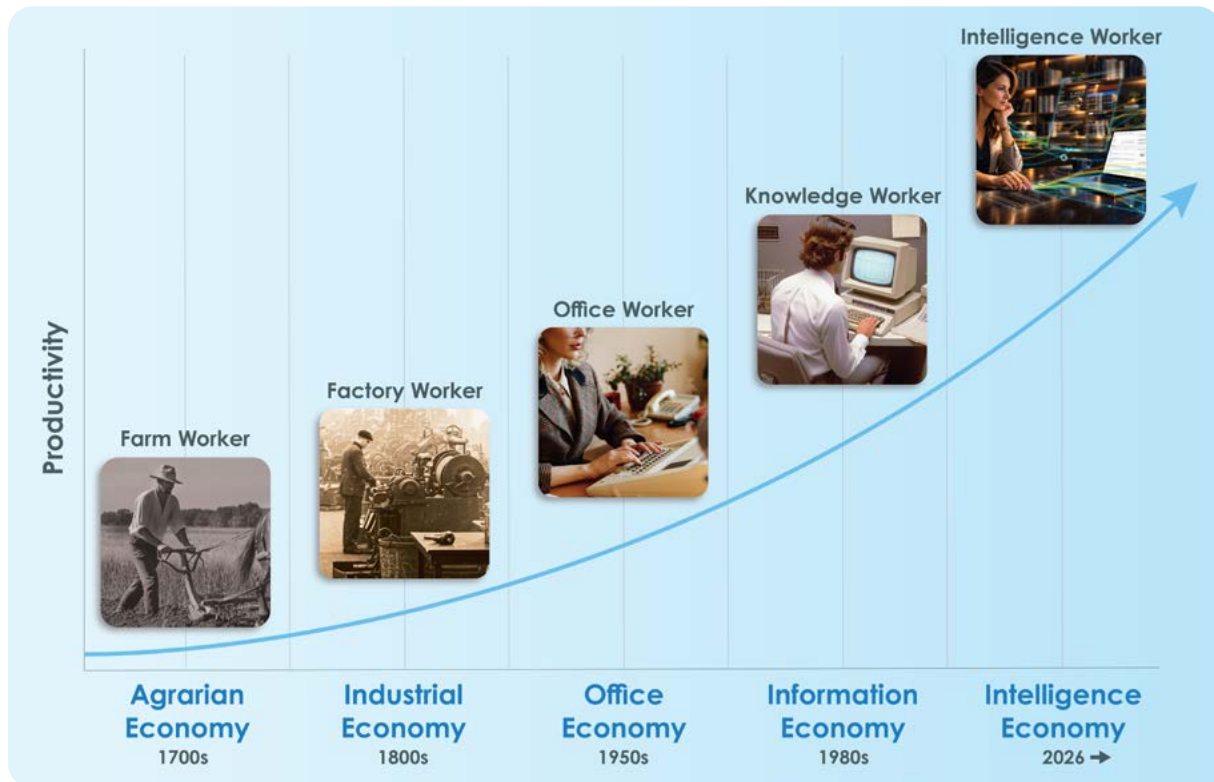 Intelligence Worker
Knowledge Worker
Office Worker
Factory Worker
Farm Worker
Productivity
Agrarian
Economy
1700s
Industrial
Economy
1800s
Office
Economy
1950s
Information
Economy
1980s
Intelligence
Economy
2026 →